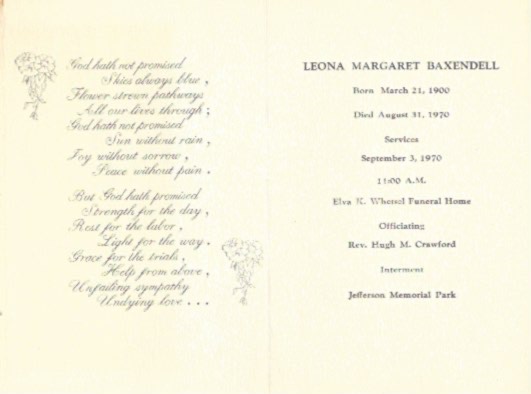 God hath not promised
Skies always blue,
Flower strewn pathways
All our lives through;
God hath not promised
Sun without rain,
Joy without sorrow,
Peace without pain.
But God hath promised
Strength for the day,
Rest for the labor,
Light for the way.
Grace for the trials,
Help from above,
Unfailing sympathy
Undying love...
LEONA MARGARET BAXENDELL
Born March 21, 1900
Died August 31, 1970
Services
September 3, 1970
11:00 A.M.
Elva K. Whetsel Funeral Home
Officiating
Rev. Hugh M. Crawford
Interment
Jefferson Memorial Park